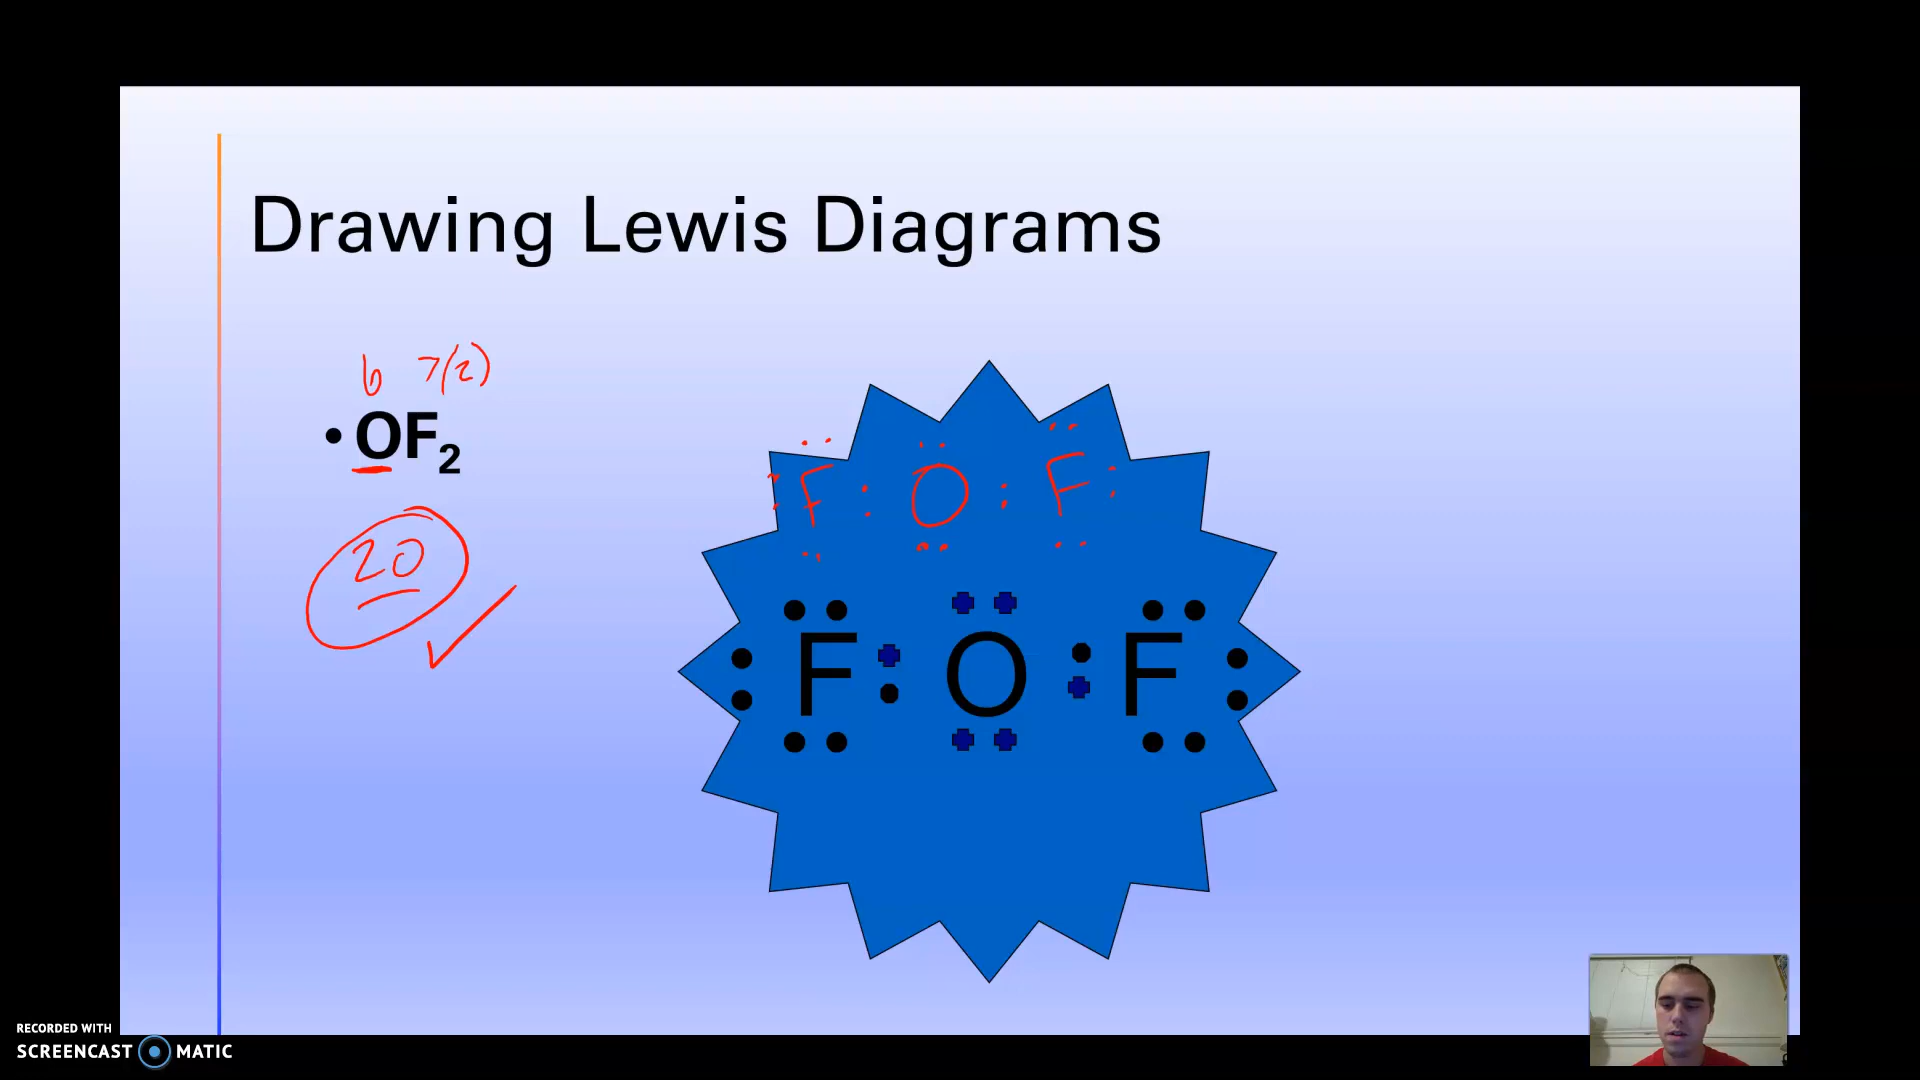 Drawing Lewis Diagrams
6 7(2)
• OF₂
20
F : O : F :
F O F
RECORDED WITH
SCREENCAST MATIC